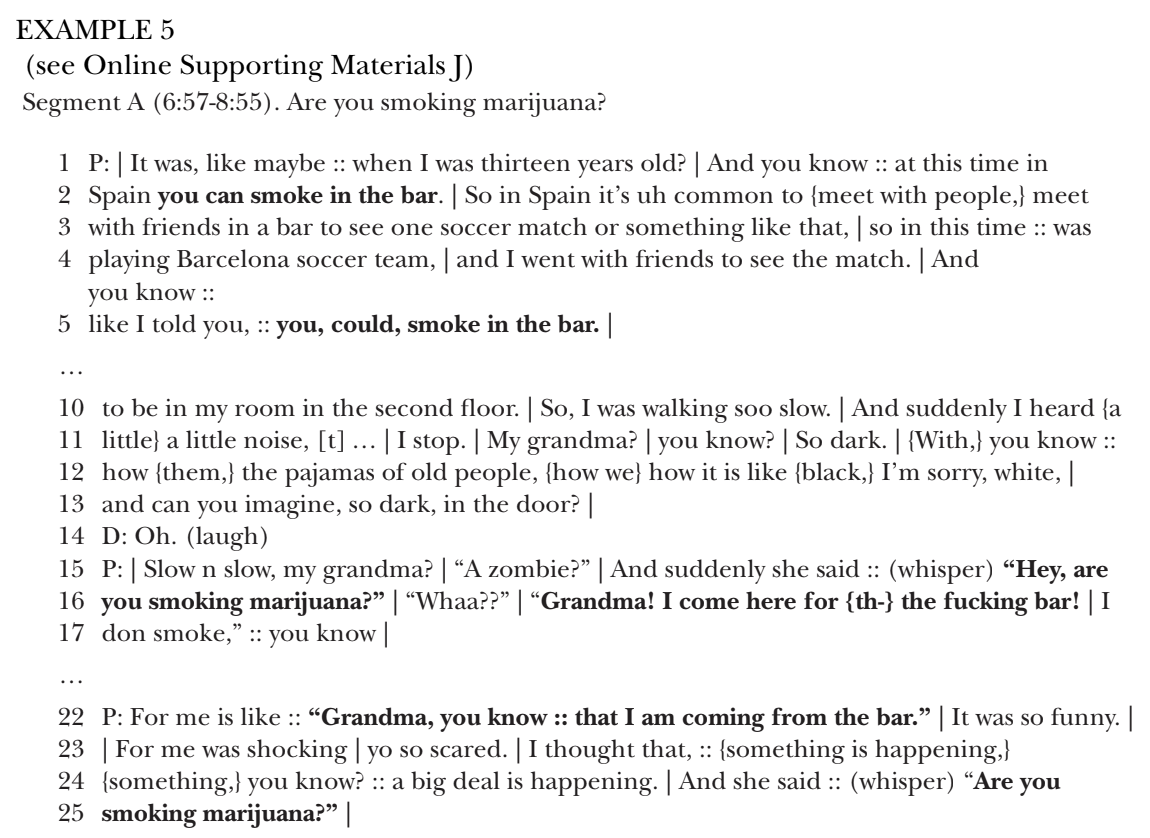 EXAMPLE 5
(see Online Supporting Materials J)
Segment A (6:57-8:55). Are you smoking marijuana?
1 P: | It was, like maybe :: when I was thirteen years old? | And you know :: at this time in
2 Spain you can smoke in the bar. | So in Spain it's uh common to {meet with people,} meet
3 with friends in a bar to see one soccer match or something like that, | so in this time :: was
4 playing Barcelona soccer team, | and I went with friends to see the match. | And
you know ::
5 like I told you, :: you, could, smoke in the bar. |
…
10 to be in my room in the second floor. | So, I was walking soo slow. | And suddenly I heard {a
11 little} a little noise, [t] … | I stop. | My grandma? | you know? | So dark. | {With,} you know ::
12 how {them,} the pajamas of old people, {how we} how it is like {black,} I'm sorry, white, |
13 and can you imagine, so dark, in the door? |
14 D: Oh. (laugh)
15 P: | Slow n slow, my grandma? | “A zombie?” | And suddenly she said :: (whisper) “Hey, are
16 you smoking marijuana?” | “Whaa??” | “Grandma! I come here for {th-} the fucking bar! | I
17 don smoke,” :: you know |
…
22 P: For me is like :: “Grandma, you know :: that I am coming from the bar.” | It was so funny. |
23 | For me was shocking | yo so scared. | I thought that, :: {something is happening,}
24 {something,} you know? :: a big deal is happening. | And she said :: (whisper) “Are you
25 smoking marijuana?” |